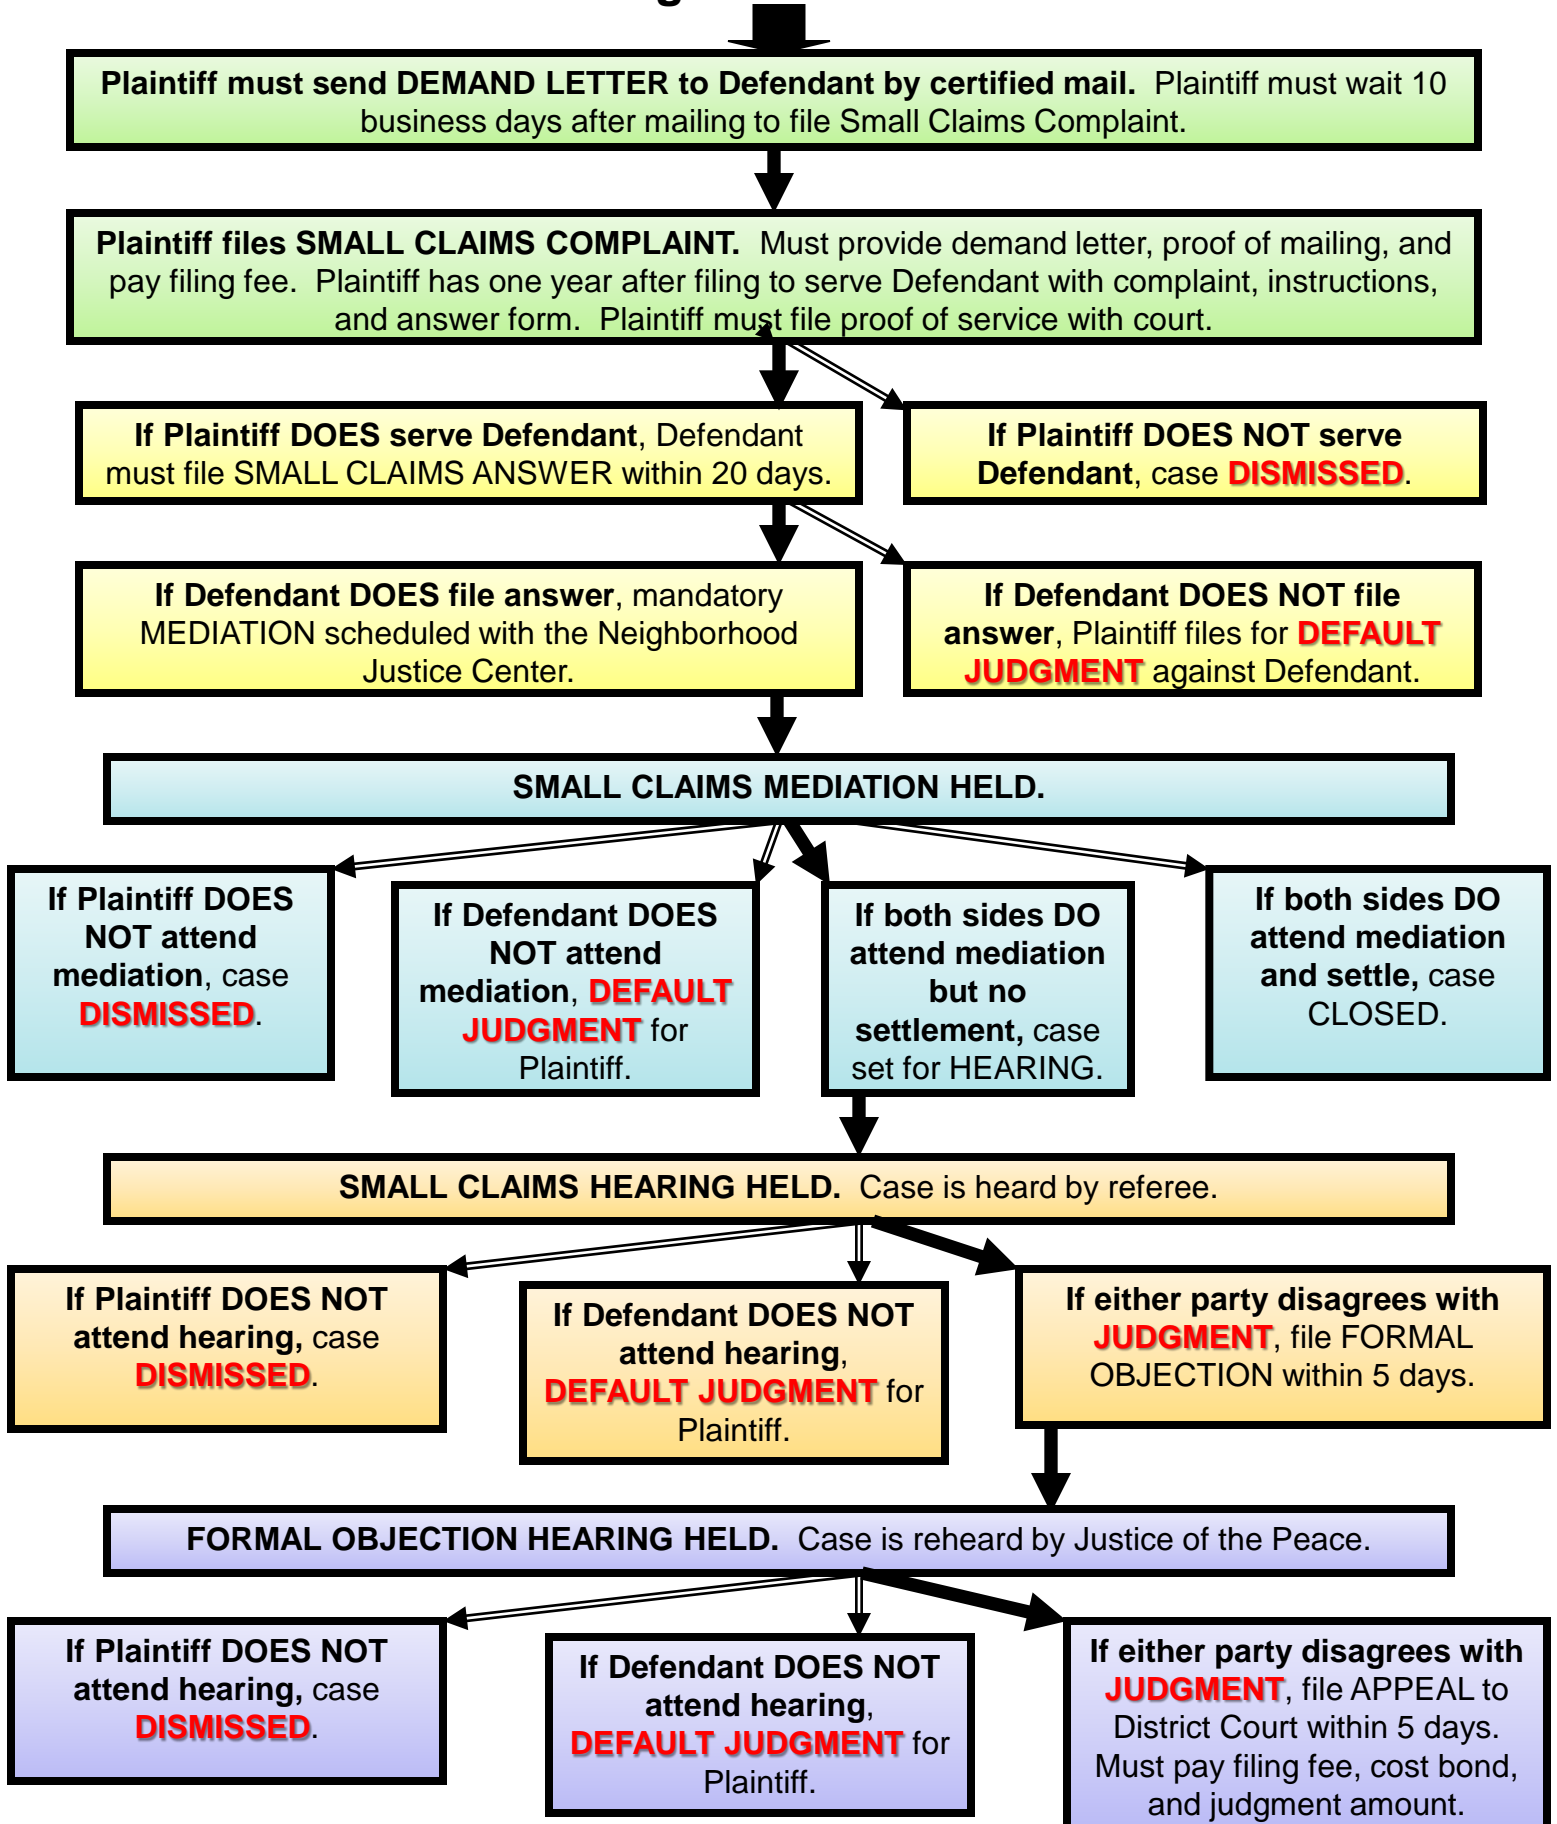 Plaintiff must send DEMAND LETTER to Defendant by certified mail. Plaintiff must wait 10
business days after mailing to file Small Claims Complaint.
Plaintiff files SMALL CLAIMS COMPLAINT. Must provide demand letter, proof of mailing, and
pay filing fee. Plaintiff has one year after filing to serve Defendant with complaint, instructions,
and answer form. Plaintiff must file proof of service with court.
If Plaintiff DOES serve Defendant, Defendant
must file SMALL CLAIMS ANSWER within 20 days.
If Plaintiff DOES NOT serve
Defendant, case DISMISSED.
If Defendant DOES file answer, mandatory
MEDIATION scheduled with the Neighborhood
Justice Center.
If Defendant DOES NOT file
answer, Plaintiff files for DEFAULT
JUDGMENT against Defendant.
SMALL CLAIMS MEDIATION HELD.
If Plaintiff DOES
NOT attend
mediation, case
DISMISSED.
If Defendant DOES
NOT attend
mediation, DEFAULT
JUDGMENT for
Plaintiff.
If both sides DO
attend mediation
but no
settlement, case
set for HEARING.
If both sides DO
attend mediation
and settle, case
CLOSED.
SMALL CLAIMS HEARING HELD. Case is heard by referee.
If Plaintiff DOES NOT
attend hearing, case
DISMISSED.
If Defendant DOES NOT
attend hearing,
DEFAULT JUDGMENT for
Plaintiff.
If either party disagrees with
JUDGMENT, file FORMAL
OBJECTION within 5 days.
FORMAL OBJECTION HEARING HELD. Case is reheard by Justice of the Peace.
If Plaintiff DOES NOT
attend hearing, case
DISMISSED.
If Defendant DOES NOT
attend hearing,
DEFAULT JUDGMENT for
Plaintiff.
If either party disagrees with
JUDGMENT, file APPEAL to
District Court within 5 days.
Must pay filing fee, cost bond,
and judgment amount.